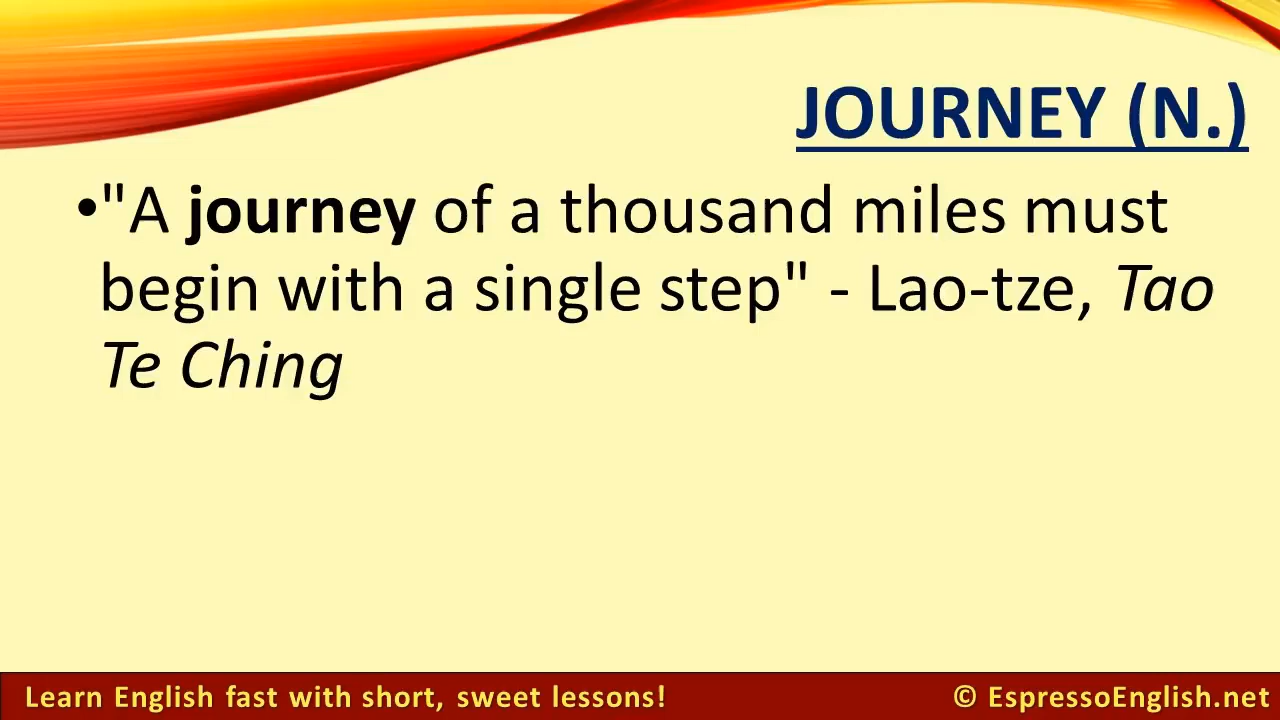 JOURNEY (N.)
•"A journey of a thousand miles must
begin with a single step" - Lao-tze, Tao
Te Ching
Learn English fast with short, sweet lessons!
© EspressoEnglish.net